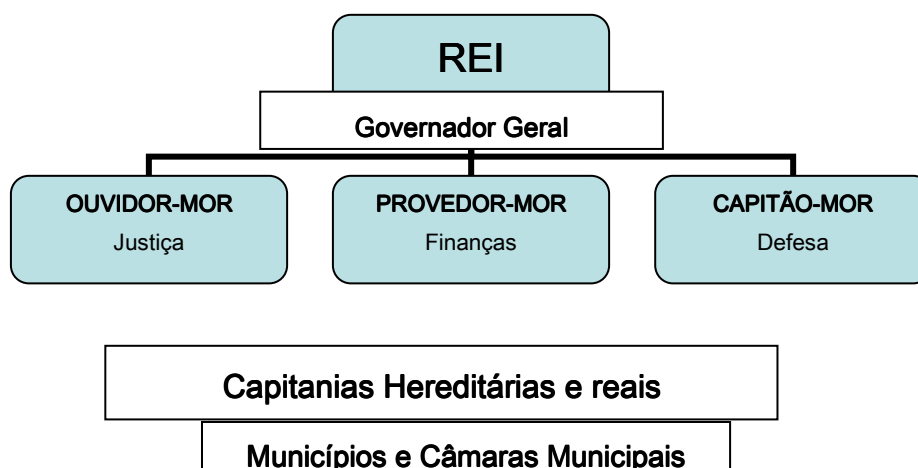 REI
Governador Geral
OUVIDOR-MOR
Justiça
PROVEDOR-MOR
Finanças
CAPITÃO-MOR
Defesa
Capitanias Hereditárias e reais
Municípios e Câmaras Municipais